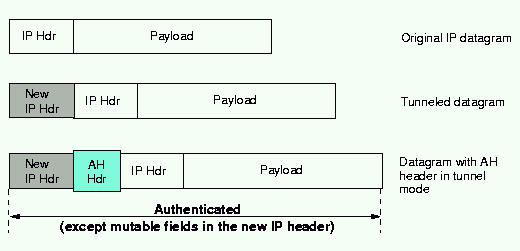 IP Hdr Payload Original IP datagram
New IP Hdr IP Hdr Payload Tunneled datagram
New IP Hdr AH Hdr IP Hdr Payload Datagram with AH header in tunnel mode
Authenticated
(except mutable fields in the new IP header)